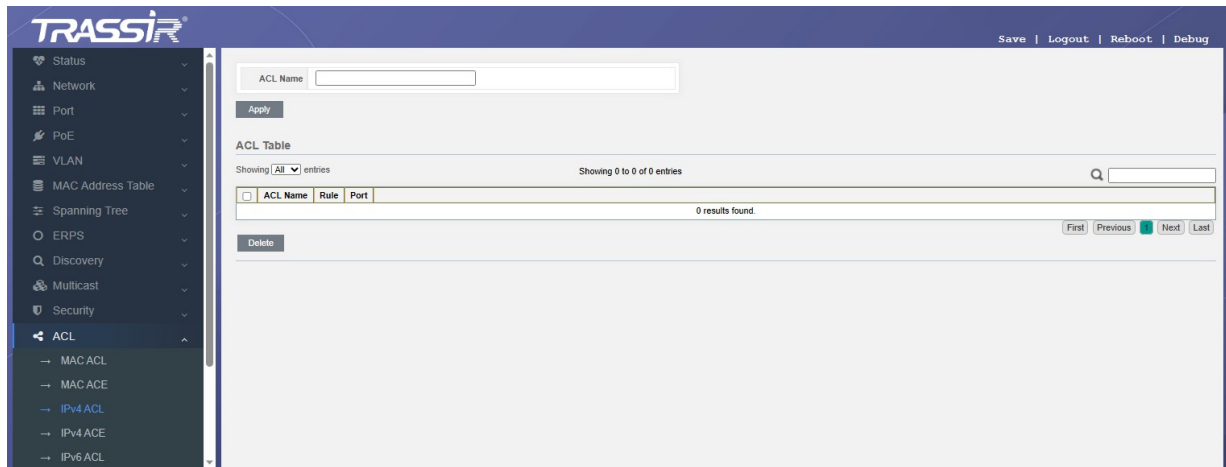 TRASSIR
Save | Logout | Reboot | Debug
Status
Network
Port
PoE
VLAN
MAC Address Table
Spanning Tree
ERPS
Discovery
Multicast
Security
ACL
→ MAC ACL
→ MAC ACE
→ IPv4 ACL
→ IPv4 ACE
→ IPv6 ACL
ACL Name
Apply
ACL Table
Showing All entries
Showing 0 to 0 of 0 entries
ACL Name Rule Port
0 results found.
First Previous 1 Next Last
Delete